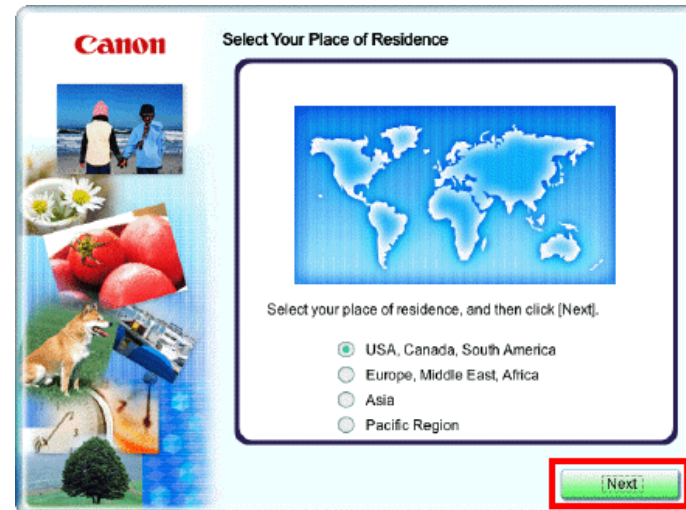 Canon
Select Your Place of Residence
Select your place of residence, and then click [Next].
USA, Canada, South America
Europe, Middle East, Africa
Asia
Pacific Region
Next